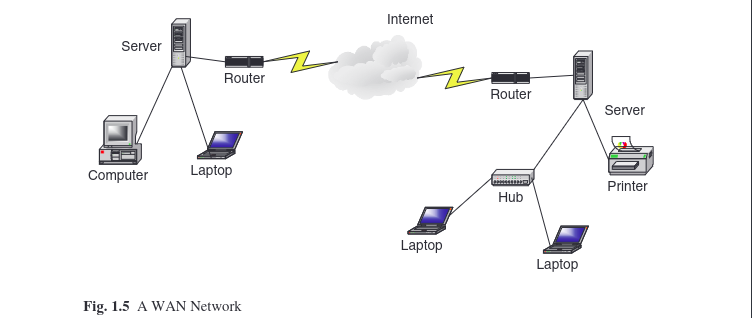 Internet
Server
Router
Router
Server
Computer
Laptop
Hub
Printer
Laptop
Laptop
Fig. 1.5 A WAN Network